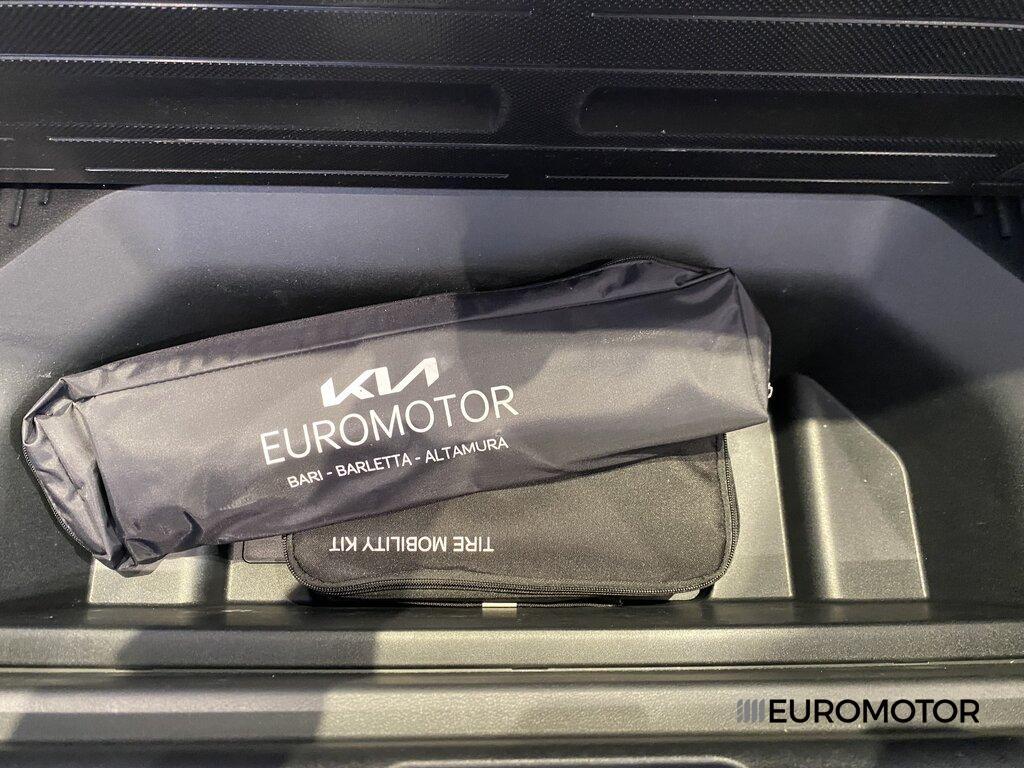 KIA
EUROMOTOR
BARI - BARLETTA - ALTAMURA
TIRE MOBILITY KIT
EUROMOTOR